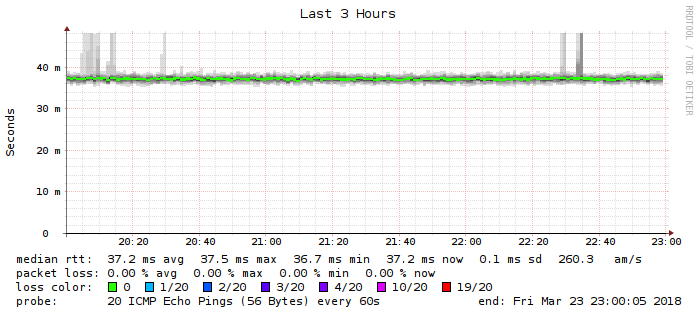 Last 3 Hours
RRDTOOL / TOBI OETIKER
Seconds
40 m
30 m
20 m
10 m
0
20:20 20:40 21:00 21:20 21:40 22:00 22:20 22:40 23:00
median rtt: 37.2 ms avg 37.5 ms max 36.7 ms min 37.2 ms now 0.1 ms sd 260.3 am/s
packet loss: 0.00 % avg 0.00 % max 0.00 % min 0.00 % now
loss color: 0 1/20 2/20 3/20 4/20 10/20 19/20
probe: 20 ICMP Echo Pings (56 Bytes) every 60s end: Fri Mar 23 23:00:05 2018